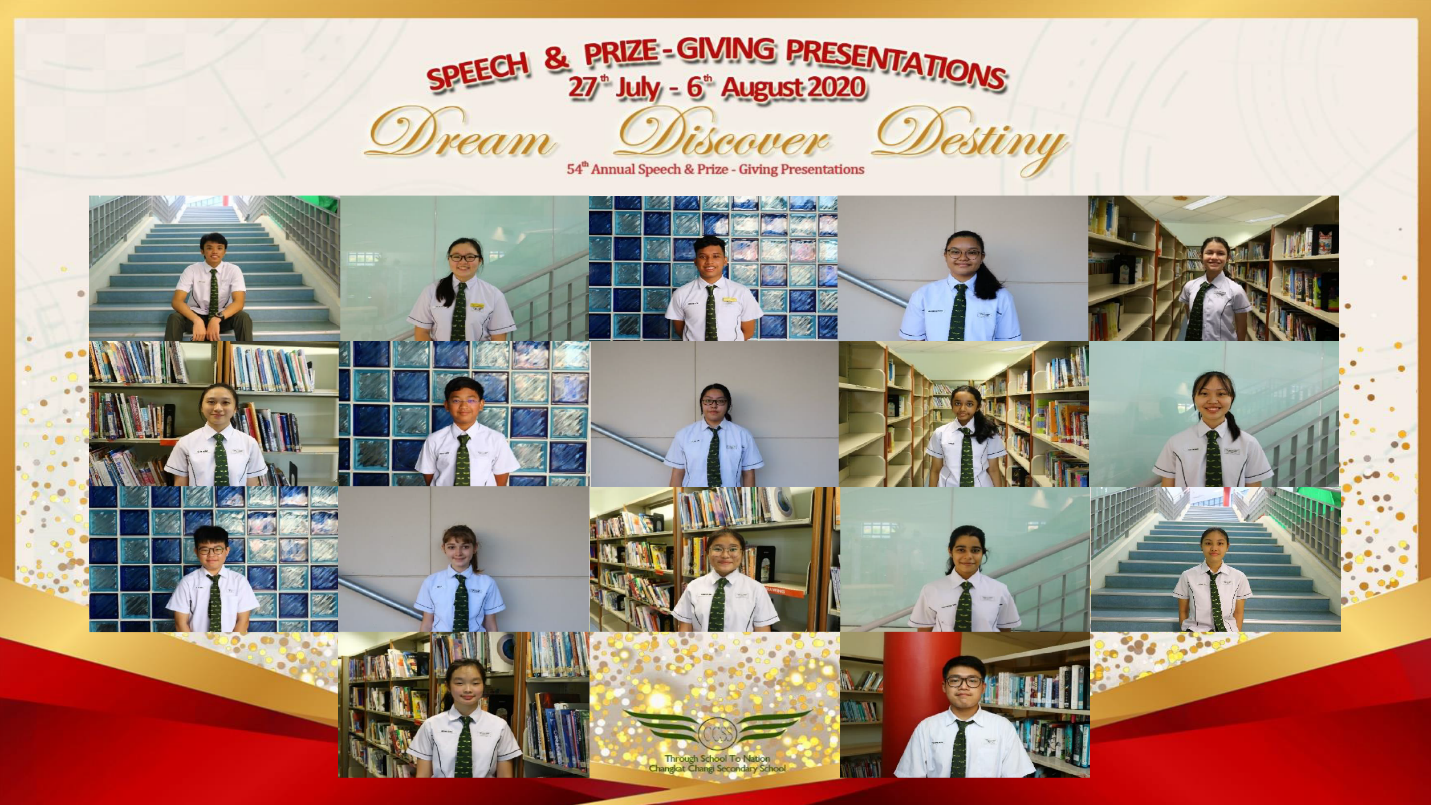 SPEECH & PRIZE-GIVING PRESENTATIONS
27th July - 6th August 2020
Dream Discover Destiny
54th Annual Speech & Prize - Giving Presentations
CCSS
Through School To Nation
Changkat Changi Secondary School